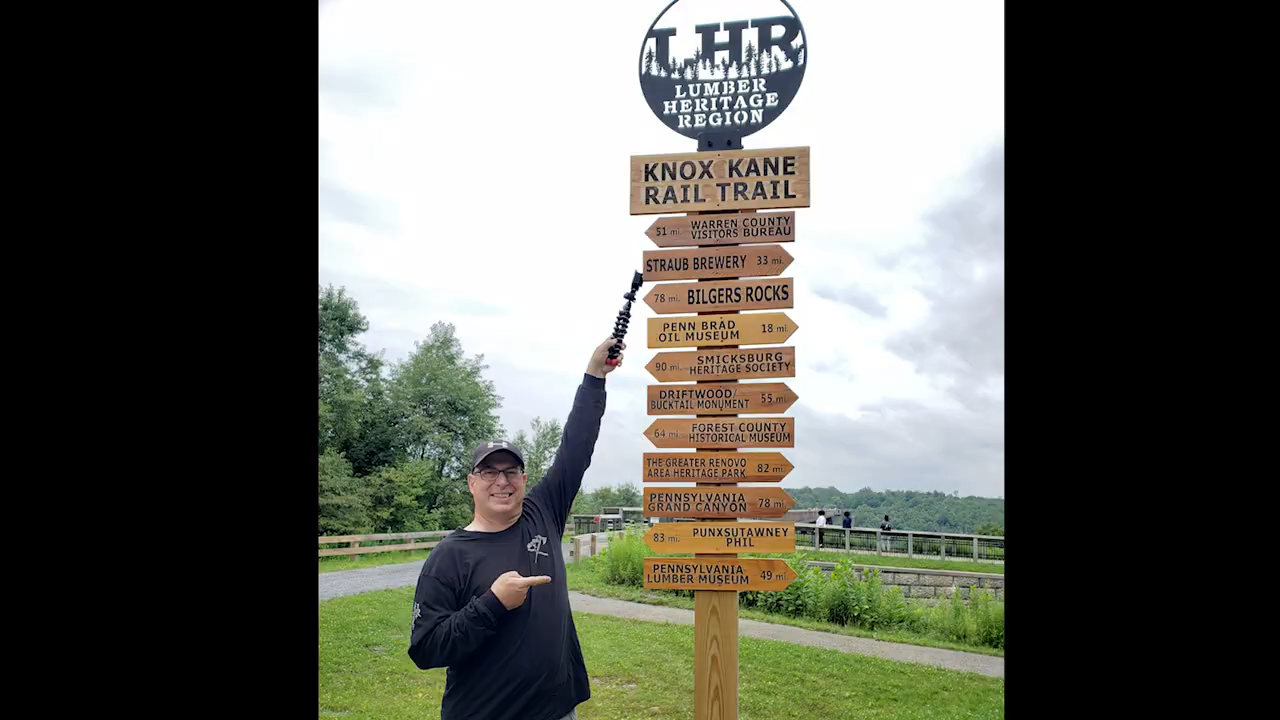 LHR
LUMBER
HERITAGE
REGION
KNOX KANE
RAIL TRAIL
51 mi. WARREN COUNTY
VISITORS BUREAU
STRAUB BREWERY 33 mi.
78 mi. BILGERS ROCKS
PENN BRAD
OIL MUSEUM 18 mi.
90 mi. SMICKSBURG
HERITAGE SOCIETY
DRIFTWOOD/
BUCKTAIL MONUMENT 55 mi.
64 mi. FOREST COUNTY
HISTORICAL MUSEUM
THE GREATER RENOVO
AREA HERITAGE PARK 82 mi.
PENNSYLVANIA
GRAND CANYON 78 mi.
83 mi. PUNXSUTAWNEY
PHIL
PENNSYLVANIA
LUMBER MUSEUM 49 mi.